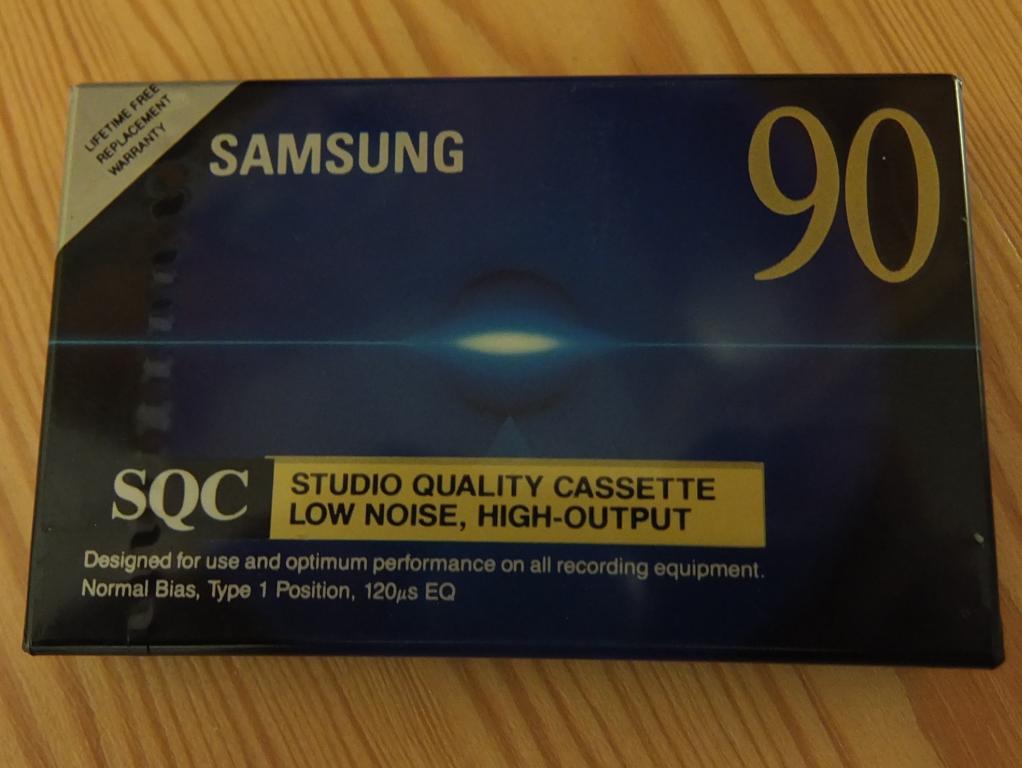 LIFETIME FREE
REPLACEMENT
WARRANTY
SAMSUNG
90
SQC
STUDIO QUALITY CASSETTE
LOW NOISE, HIGH-OUTPUT
Designed for use and optimum performance on all recording equipment.
Normal Bias, Type 1 Position, 120µs EQ